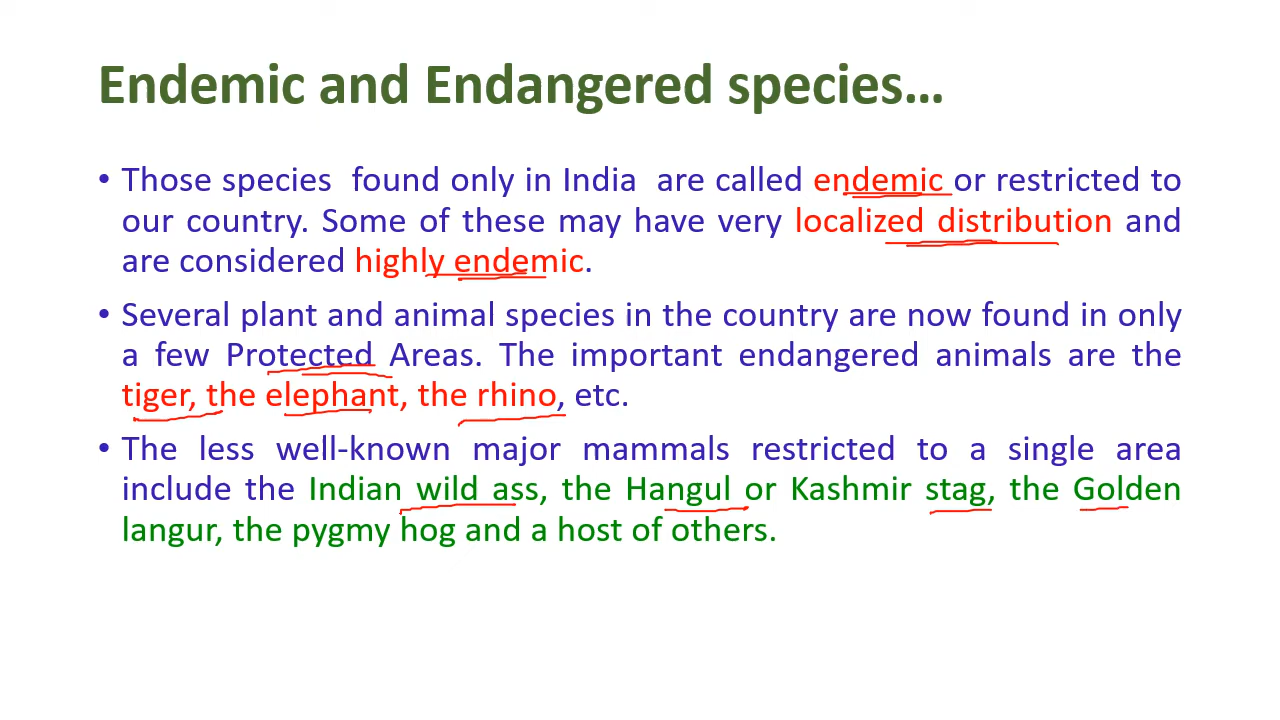 Endemic and Endangered species...
• Those species found only in India are called endemic or restricted to
our country. Some of these may have very localized distribution and
are considered highly endemic.
• Several plant and animal species in the country are now found in only
a few Protected Areas. The important endangered animals are the
tiger, the elephant, the rhino, etc.
• The less well-known major mammals restricted to a single area
include the Indian wild ass, the Hangul or Kashmir stag, the Golden
langur, the pygmy hog and a host of others.